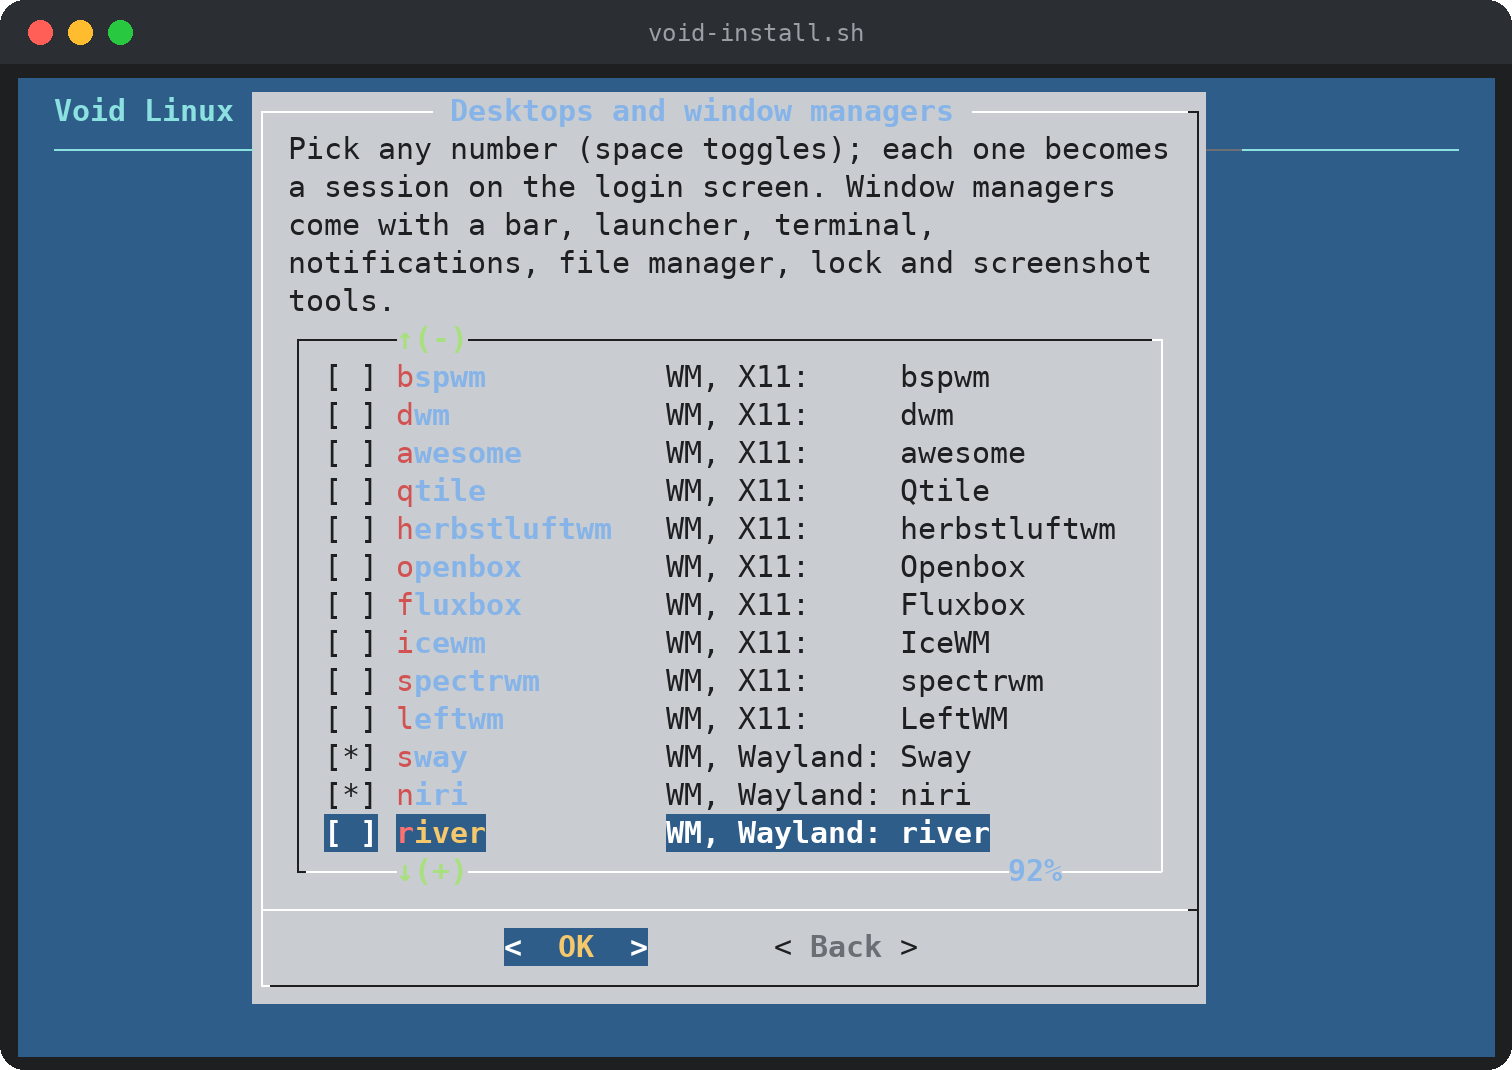 void-install.sh
Void Linux
Desktops and window managers
Pick any number (space toggles); each one becomes
a session on the login screen. Window managers
come with a bar, launcher, terminal,
notifications, file manager, lock and screenshot
tools.
↑(-)
[ ] bspwm WM, X11: bspwm
[ ] dwm WM, X11: dwm
[ ] awesome WM, X11: awesome
[ ] qtile WM, X11: Qtile
[ ] herbstluftwm WM, X11: herbstluftwm
[ ] openbox WM, X11: Openbox
[ ] fluxbox WM, X11: Fluxbox
[ ] icewm WM, X11: IceWM
[ ] spectrwm WM, X11: spectrwm
[ ] leftwm WM, X11: LeftWM
[*] sway WM, Wayland: Sway
[*] niri WM, Wayland: niri
[ ] river WM, Wayland: river
↓(+) 92%
< OK > < Back >